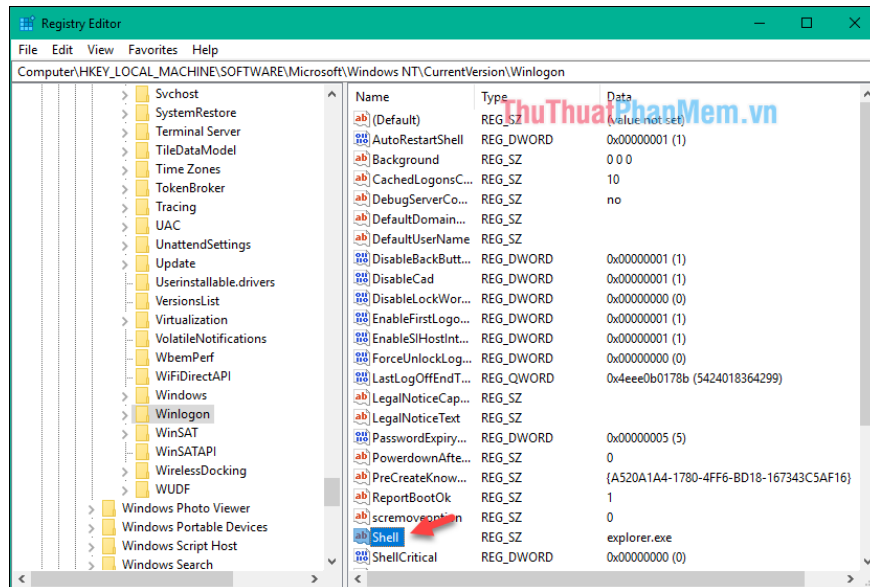 Registry Editor
File Edit View Favorites Help
Computer\HKEY_LOCAL_MACHINE\SOFTWARE\Microsoft\Windows NT\CurrentVersion\Winlogon
Svchost
SystemRestore
Terminal Server
TileDataModel
Time Zones
TokenBroker
Tracing
UAC
UnattendSettings
Update
Userinstallable.drivers
VersionsList
Virtualization
VolatileNotifications
WbemPerf
WiFiDirectAPI
Windows
Winlogon
WinSAT
WinSATAPI
WirelessDocking
WUDF
Windows Photo Viewer
Windows Portable Devices
Windows Script Host
Windows Search
Name Type Data
ThuThuatPhanMem.vn
(Default) REG_SZ (value not set)
AutoRestartShell REG_DWORD 0x00000001 (1)
Background REG_SZ 0 0 0
CachedLogonsC... REG_SZ 10
DebugServerCo... REG_SZ no
DefaultDomain... REG_SZ
DefaultUserName REG_SZ
DisableBackButt... REG_DWORD 0x00000001 (1)
DisableCad REG_DWORD 0x00000001 (1)
DisableLockWor... REG_DWORD 0x00000000 (0)
EnableFirstLogo... REG_DWORD 0x00000001 (1)
EnableSIHostInt... REG_DWORD 0x00000001 (1)
ForceUnlockLog... REG_DWORD 0x00000000 (0)
LastLogOffEndT... REG_QWORD 0x4eee0b0178b (5424018364299)
LegalNoticeCap... REG_SZ
LegalNoticeText REG_SZ
PasswordExpiry... REG_DWORD 0x00000005 (5)
PowerdownAfte... REG_SZ 0
PreCreateKnow... REG_SZ {A520A1A4-1780-4FF6-BD18-167343C5AF16}
ReportBootOk REG_SZ 1
scremoveoption REG_SZ 0
Shell REG_SZ explorer.exe
ShellCritical REG_DWORD 0x00000000 (0)